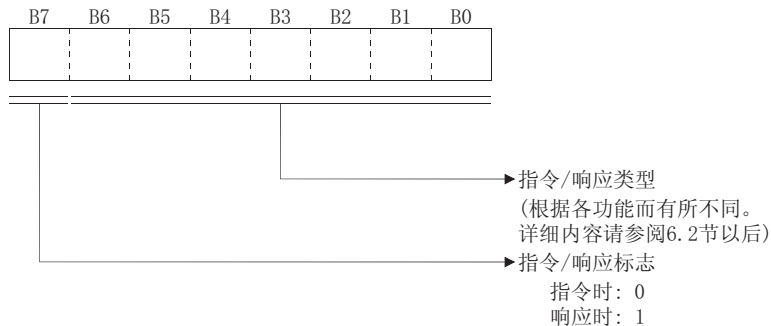 B7 B6 B5 B4 B3 B2 B1 B0
指令/响应类型
(根据各功能而有所不同。
详细内容请参阅6.2节以后)
指令/响应标志
指令时: 0
响应时: 1